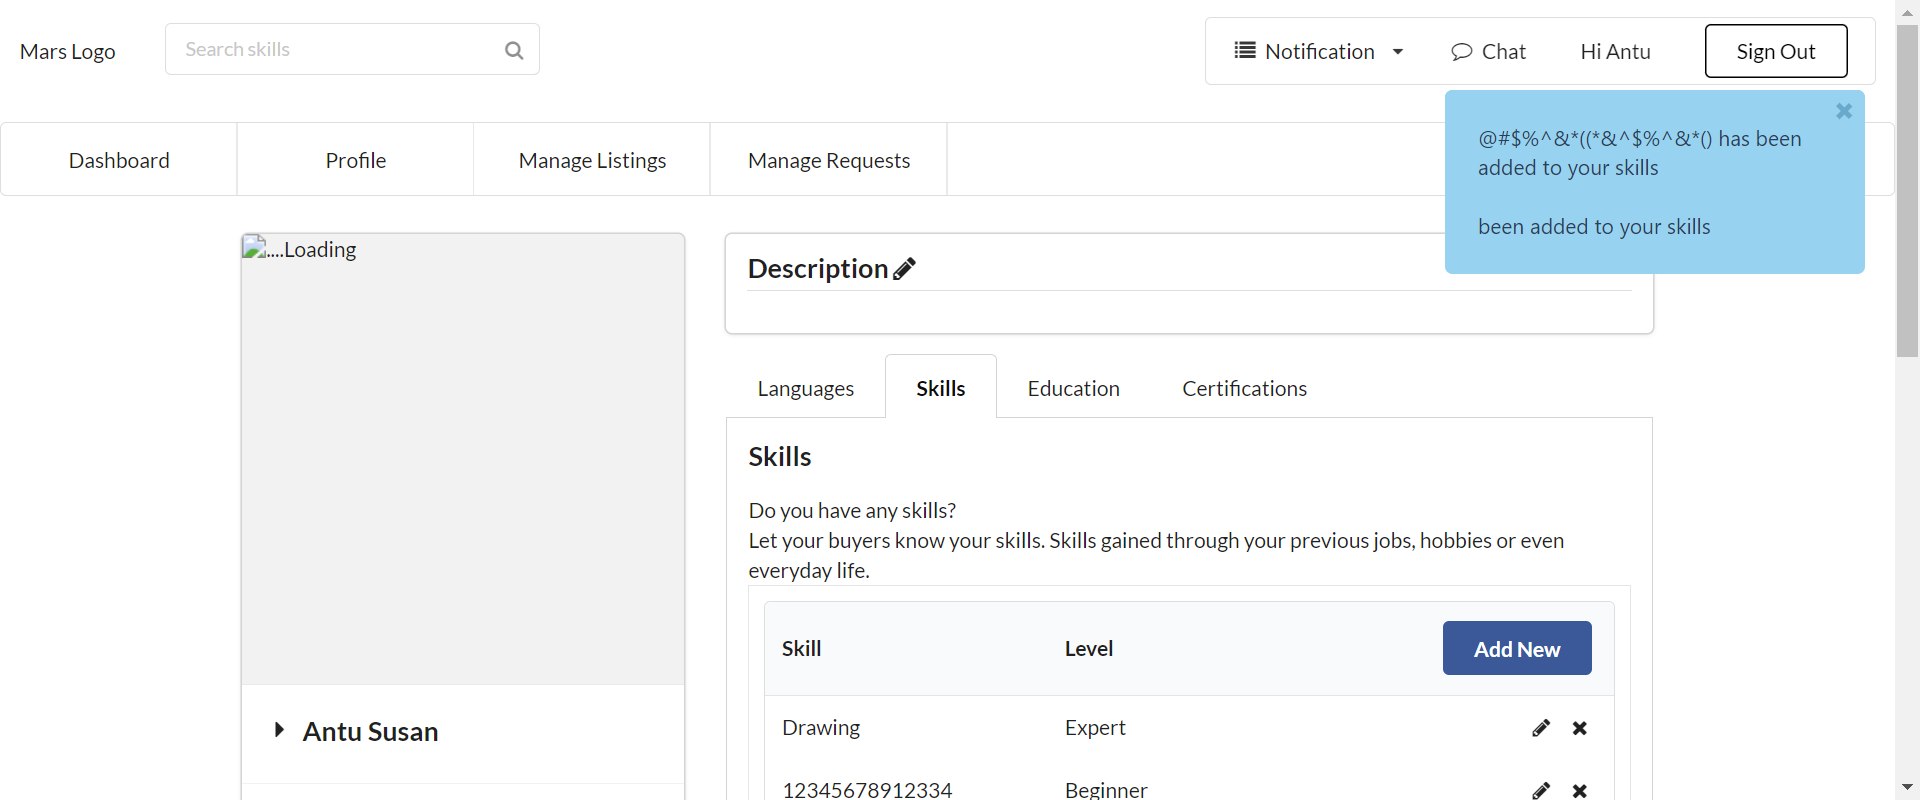 Mars Logo
Search skills
Notification
Chat
Hi Antu
Sign Out
@#$%^&*((*&^$%^&*() has been
added to your skills
been added to your skills
Dashboard
Profile
Manage Listings
Manage Requests
....Loading
Antu Susan
Description
Languages
Skills
Education
Certifications
Skills
Do you have any skills?
Let your buyers know your skills. Skills gained through your previous jobs, hobbies or even
everyday life.
Skill Level Add New
Drawing Expert
12345678912334 Beginner